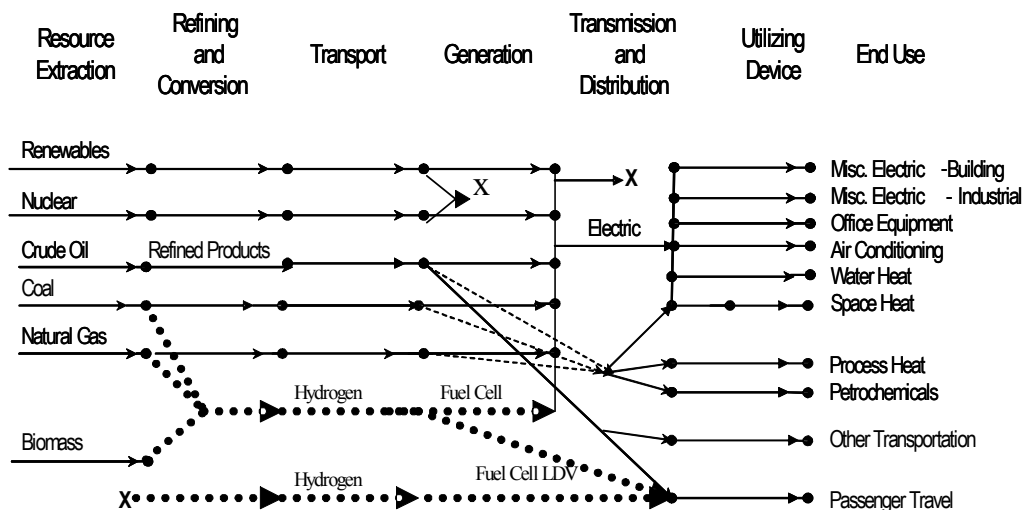 Resource
Extraction
Refining
and
Conversion
Transport
Generation
Transmission
and
Distribution
Utilizing
Device
End Use
Renewables
Nuclear
Crude Oil
Refined Products
Coal
Natural Gas
Biomass
X
X
Electric
Hydrogen
Fuel Cell
Hydrogen
Fuel Cell LDV
X
Misc. Electric -Building
Misc. Electric - Industrial
Office Equipment
Air Conditioning
Water Heat
Space Heat
Process Heat
Petrochemicals
Other Transportation
Passenger Travel